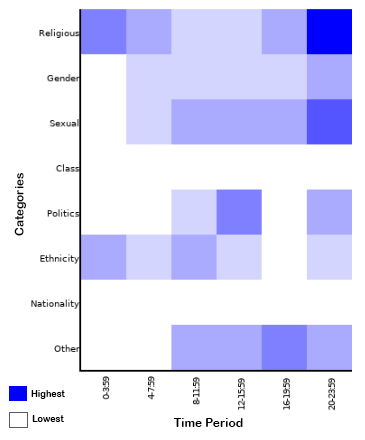 Religious
Gender
Sexual
Class
Politics
Ethnicity
Nationality
Other
Categories
0-3:59
4-7:59
8-11:59
12-15:59
16-19:59
20-23:59
Time Period
Highest
Lowest